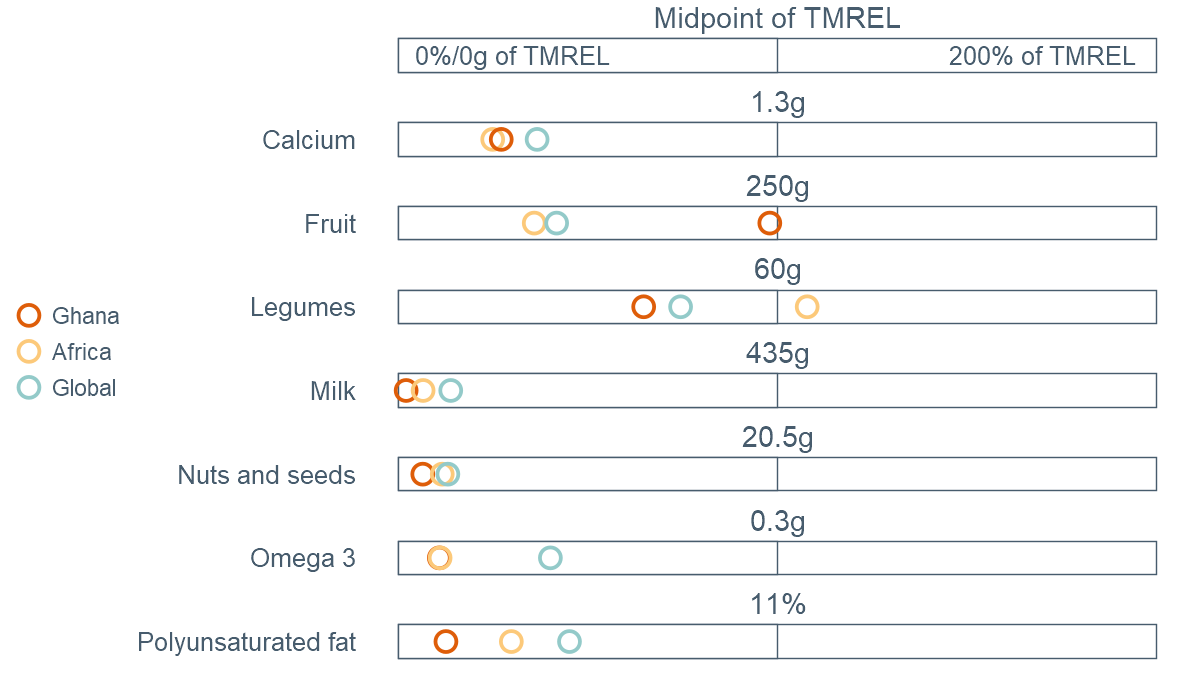 Midpoint of TMREL
0%/0g of TMREL
200% of TMREL
1.3g
Calcium
250g
Fruit
60g
Legumes
435g
Milk
20.5g
Nuts and seeds
0.3g
Omega 3
11%
Polyunsaturated fat
Ghana
Africa
Global